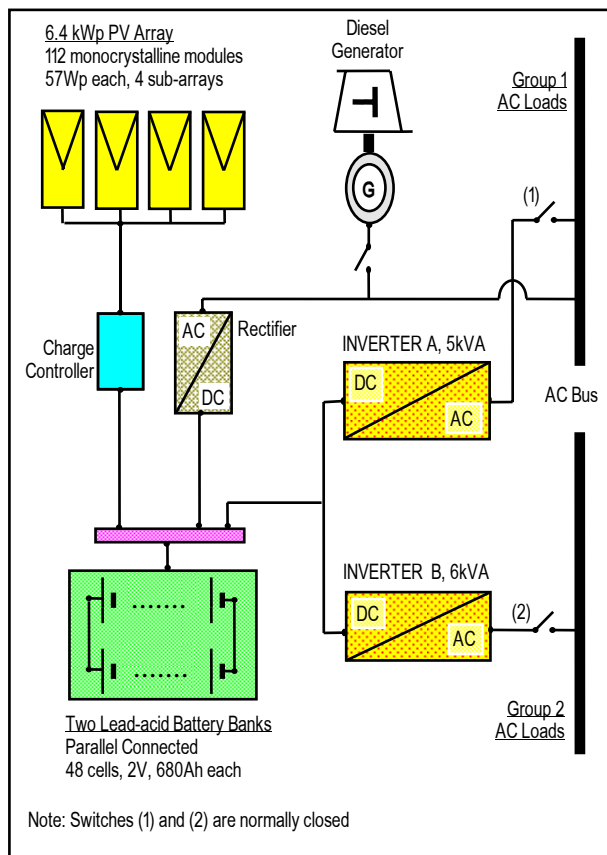 6.4 kWp PV Array
112 monocrystalline modules
57Wp each, 4 sub-arrays
Diesel
Generator
Group 1
AC Loads
G
(1)
Charge
Controller
AC
DC
Rectifier
INVERTER A, 5kVA
DC
AC
AC Bus
INVERTER B, 6kVA
DC
AC
(2)
Two Lead-acid Battery Banks
Parallel Connected
48 cells, 2V, 680Ah each
Group 2
AC Loads
Note: Switches (1) and (2) are normally closed